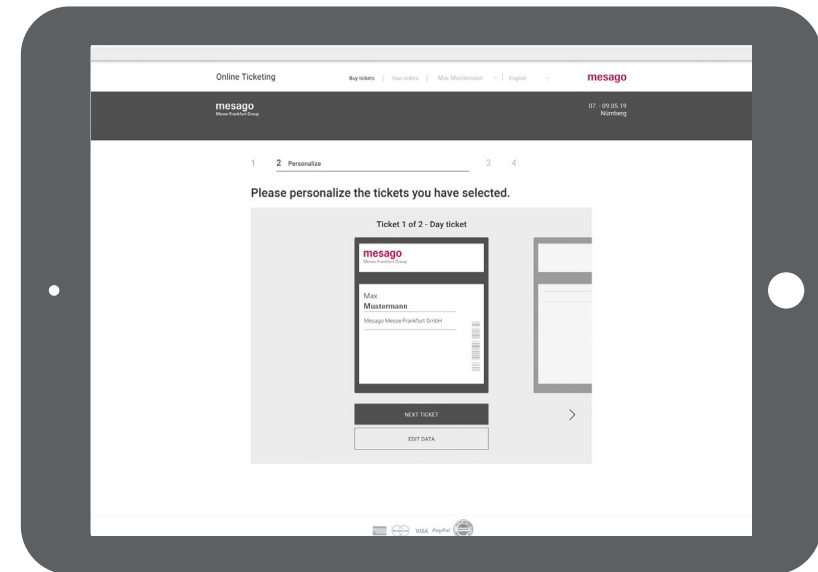 Online Ticketing
Buy tickets | Your orders | Max Mustermann | English
mesago
mesago
Messe Frankfurt Group
07. - 09.05.19
Nürnberg
1 2 Personalize 3 4
Please personalize the tickets you have selected.
Ticket 1 of 2 - Day ticket
mesago
Messe Frankfurt Group
Max
Mustermann
Mesago Messe Frankfurt GmbH
NEXT TICKET
EDIT DATA
VISA PayPal